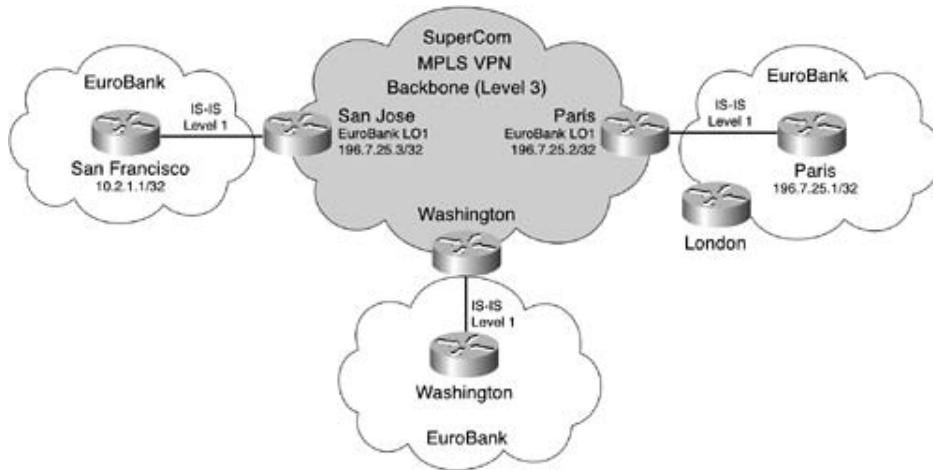 SuperCom
MPLS VPN
Backbone (Level 3)
EuroBank
IS-IS
Level 1
San Francisco
10.2.1.1/32
San Jose
EuroBank LO1
196.7.25.3/32
Paris
EuroBank LO1
196.7.25.2/32
EuroBank
IS-IS
Level 1
Paris
196.7.25.1/32
London
Washington
IS-IS
Level 1
Washington
EuroBank